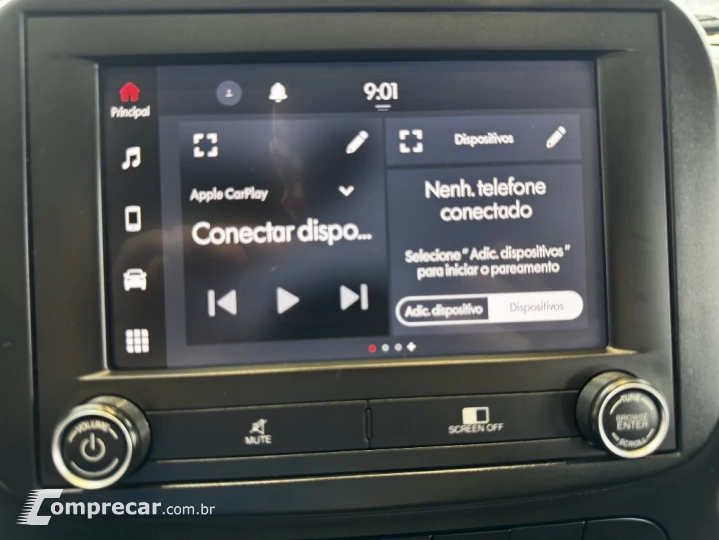 9:01
Principal
Dispositivos
Apple CarPlay
Conectar dispo...
Nenh. telefone
conectado
Selecione " Adic. dispositivos "
para iniciar o pareamento
Adic. dispositivo
Dispositivos
VOLUME
MUTE
SCREEN OFF
TUNE
BROWSE
ENTER
SCROLL
Comprecar.com.br